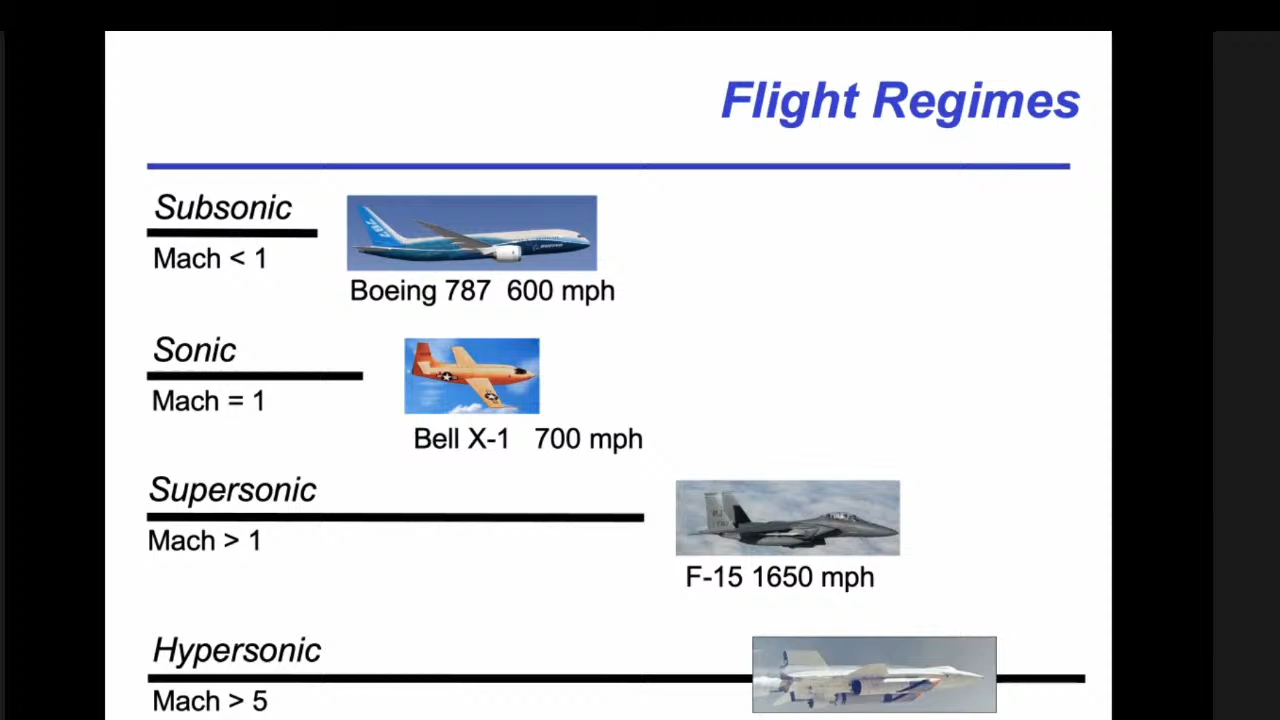 Flight Regimes
Subsonic
Mach < 1
787
Boeing 787 600 mph
Sonic
Mach = 1
Bell X-1 700 mph
Supersonic
Mach > 1
F-15 1650 mph
Hypersonic
Mach > 5